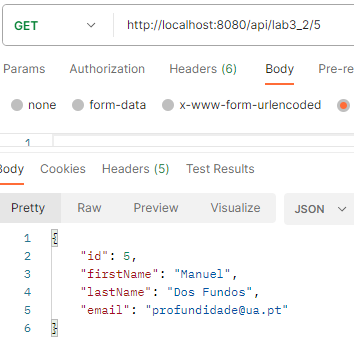 GET http://localhost:8080/api/lab3_2/5
Params Authorization Headers (6) Body Pre-re
none form-data x-www-form-urlencoded
1
Body Cookies Headers (5) Test Results
Pretty Raw Preview Visualize JSON
1 {
2 "id": 5,
3 "firstName": "Manuel",
4 "lastName": "Dos Fundos",
5 "email": "profundidade@ua.pt"
6 }